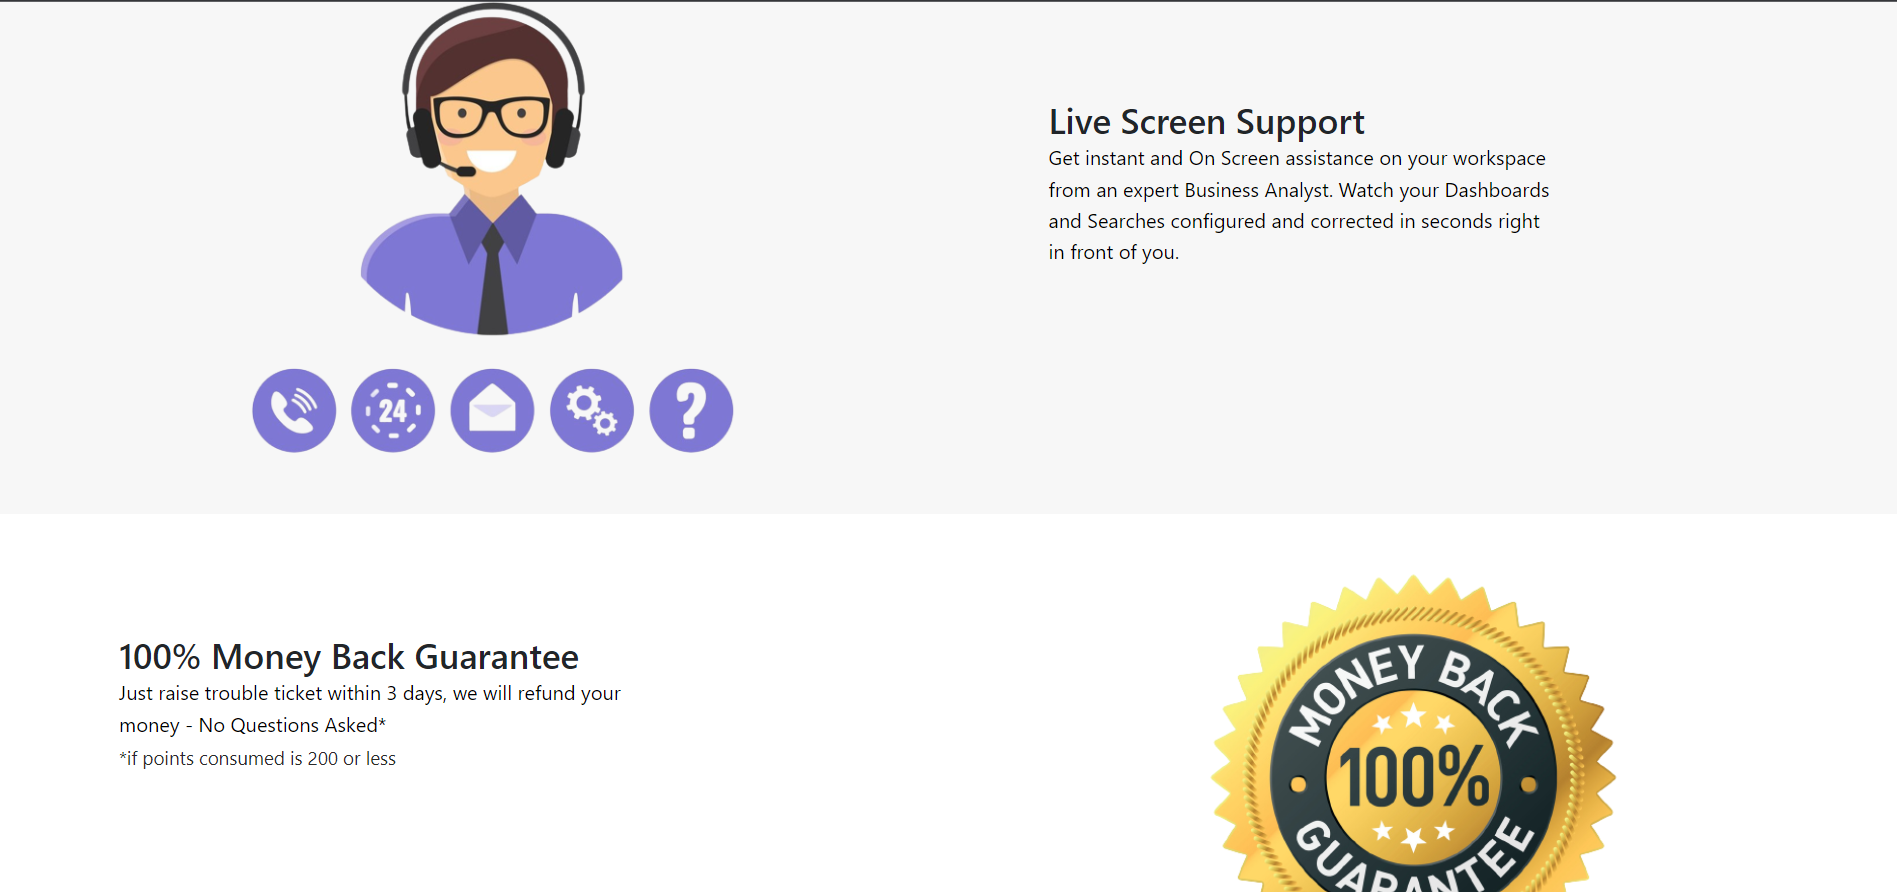 Live Screen Support
Get instant and On Screen assistance on your workspace
from an expert Business Analyst. Watch your Dashboards
and Searches configured and corrected in seconds right
in front of you.
24
?
100% Money Back Guarantee
Just raise trouble ticket within 3 days, we will refund your
money - No Questions Asked*
*if points consumed is 200 or less
MONEY BACK
100%
GUARANTEE